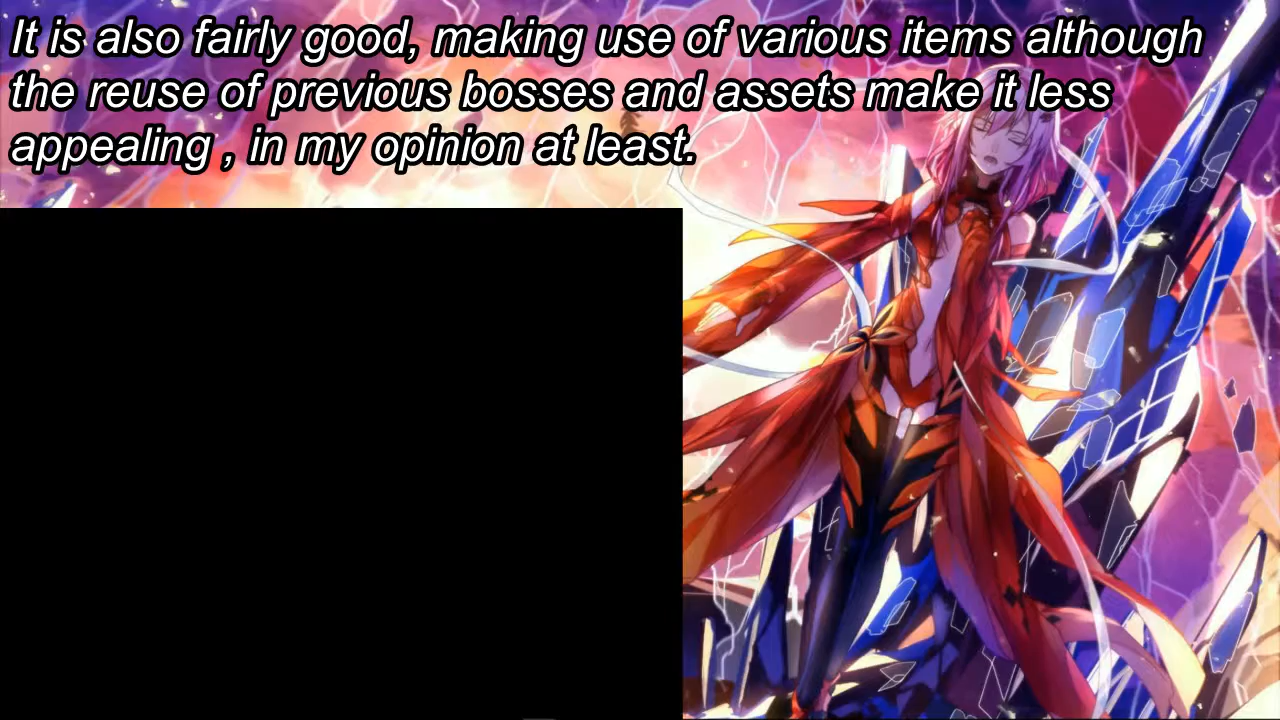 It is also fairly good, making use of various items although
the reuse of previous bosses and assets make it less
appealing , in my opinion at least.